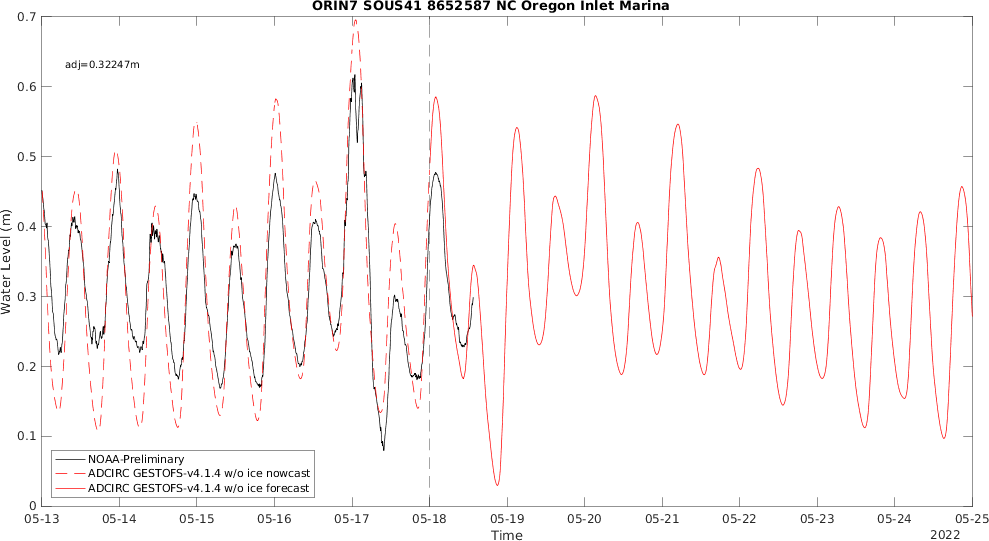 ORIN7 SOUS41 8652587 NC Oregon Inlet Marina
adj=0.32247m
Water Level (m)
0.7
0.6
0.5
0.4
0.3
0.2
0.1
0
NOAA-Preliminary
ADCIRC GESTOFS-v4.1.4 w/o ice nowcast
ADCIRC GESTOFS-v4.1.4 w/o ice forecast
05-13 05-14 05-15 05-16 05-17 05-18 05-19 05-20 05-21 05-22 05-23 05-24 05-25
Time
2022